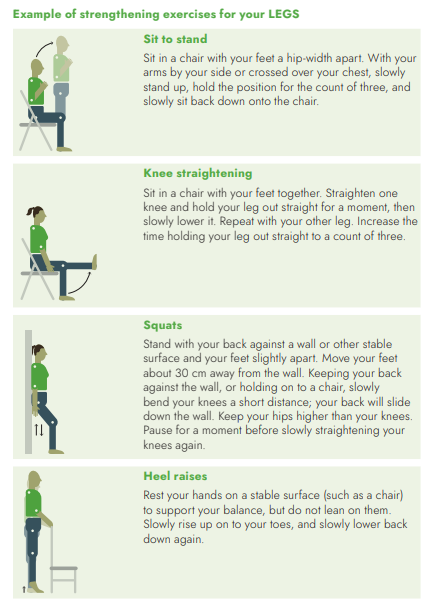 Example of strengthening exercises for your LEGS
Sit to stand
Sit in a chair with your feet a hip-width apart. With your
arms by your side or crossed over your chest, slowly
stand up, hold the position for the count of three, and
slowly sit back down onto the chair.
Knee straightening
Sit in a chair with your feet together. Straighten one
knee and hold your leg out straight for a moment, then
slowly lower it. Repeat with your other leg. Increase the
time holding your leg out straight to a count of three.
Squats
Stand with your back against a wall or other stable
surface and your feet slightly apart. Move your feet
about 30 cm away from the wall. Keeping your back
against the wall, or holding on to a chair, slowly
bend your knees a short distance; your back will slide
down the wall. Keep your hips higher than your knees.
Pause for a moment before slowly straightening your
knees again.
Heel raises
Rest your hands on a stable surface (such as a chair)
to support your balance, but do not lean on them.
Slowly rise up on to your toes, and slowly lower back
down again.